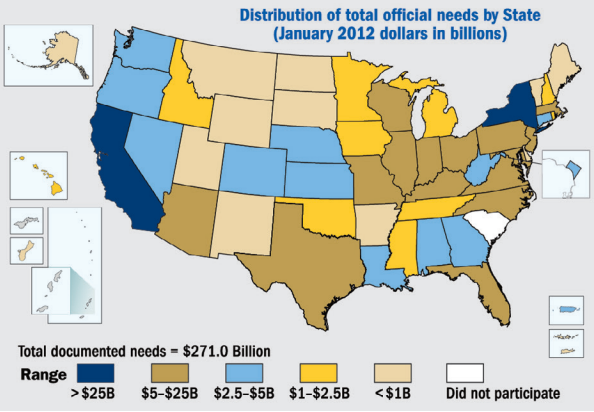 Distribution of total official needs by State
(January 2012 dollars in billions)
Total documented needs = $271.0 Billion
Range
> $25B $5–$25B $2.5–$5B $1–$2.5B < $1B Did not participate